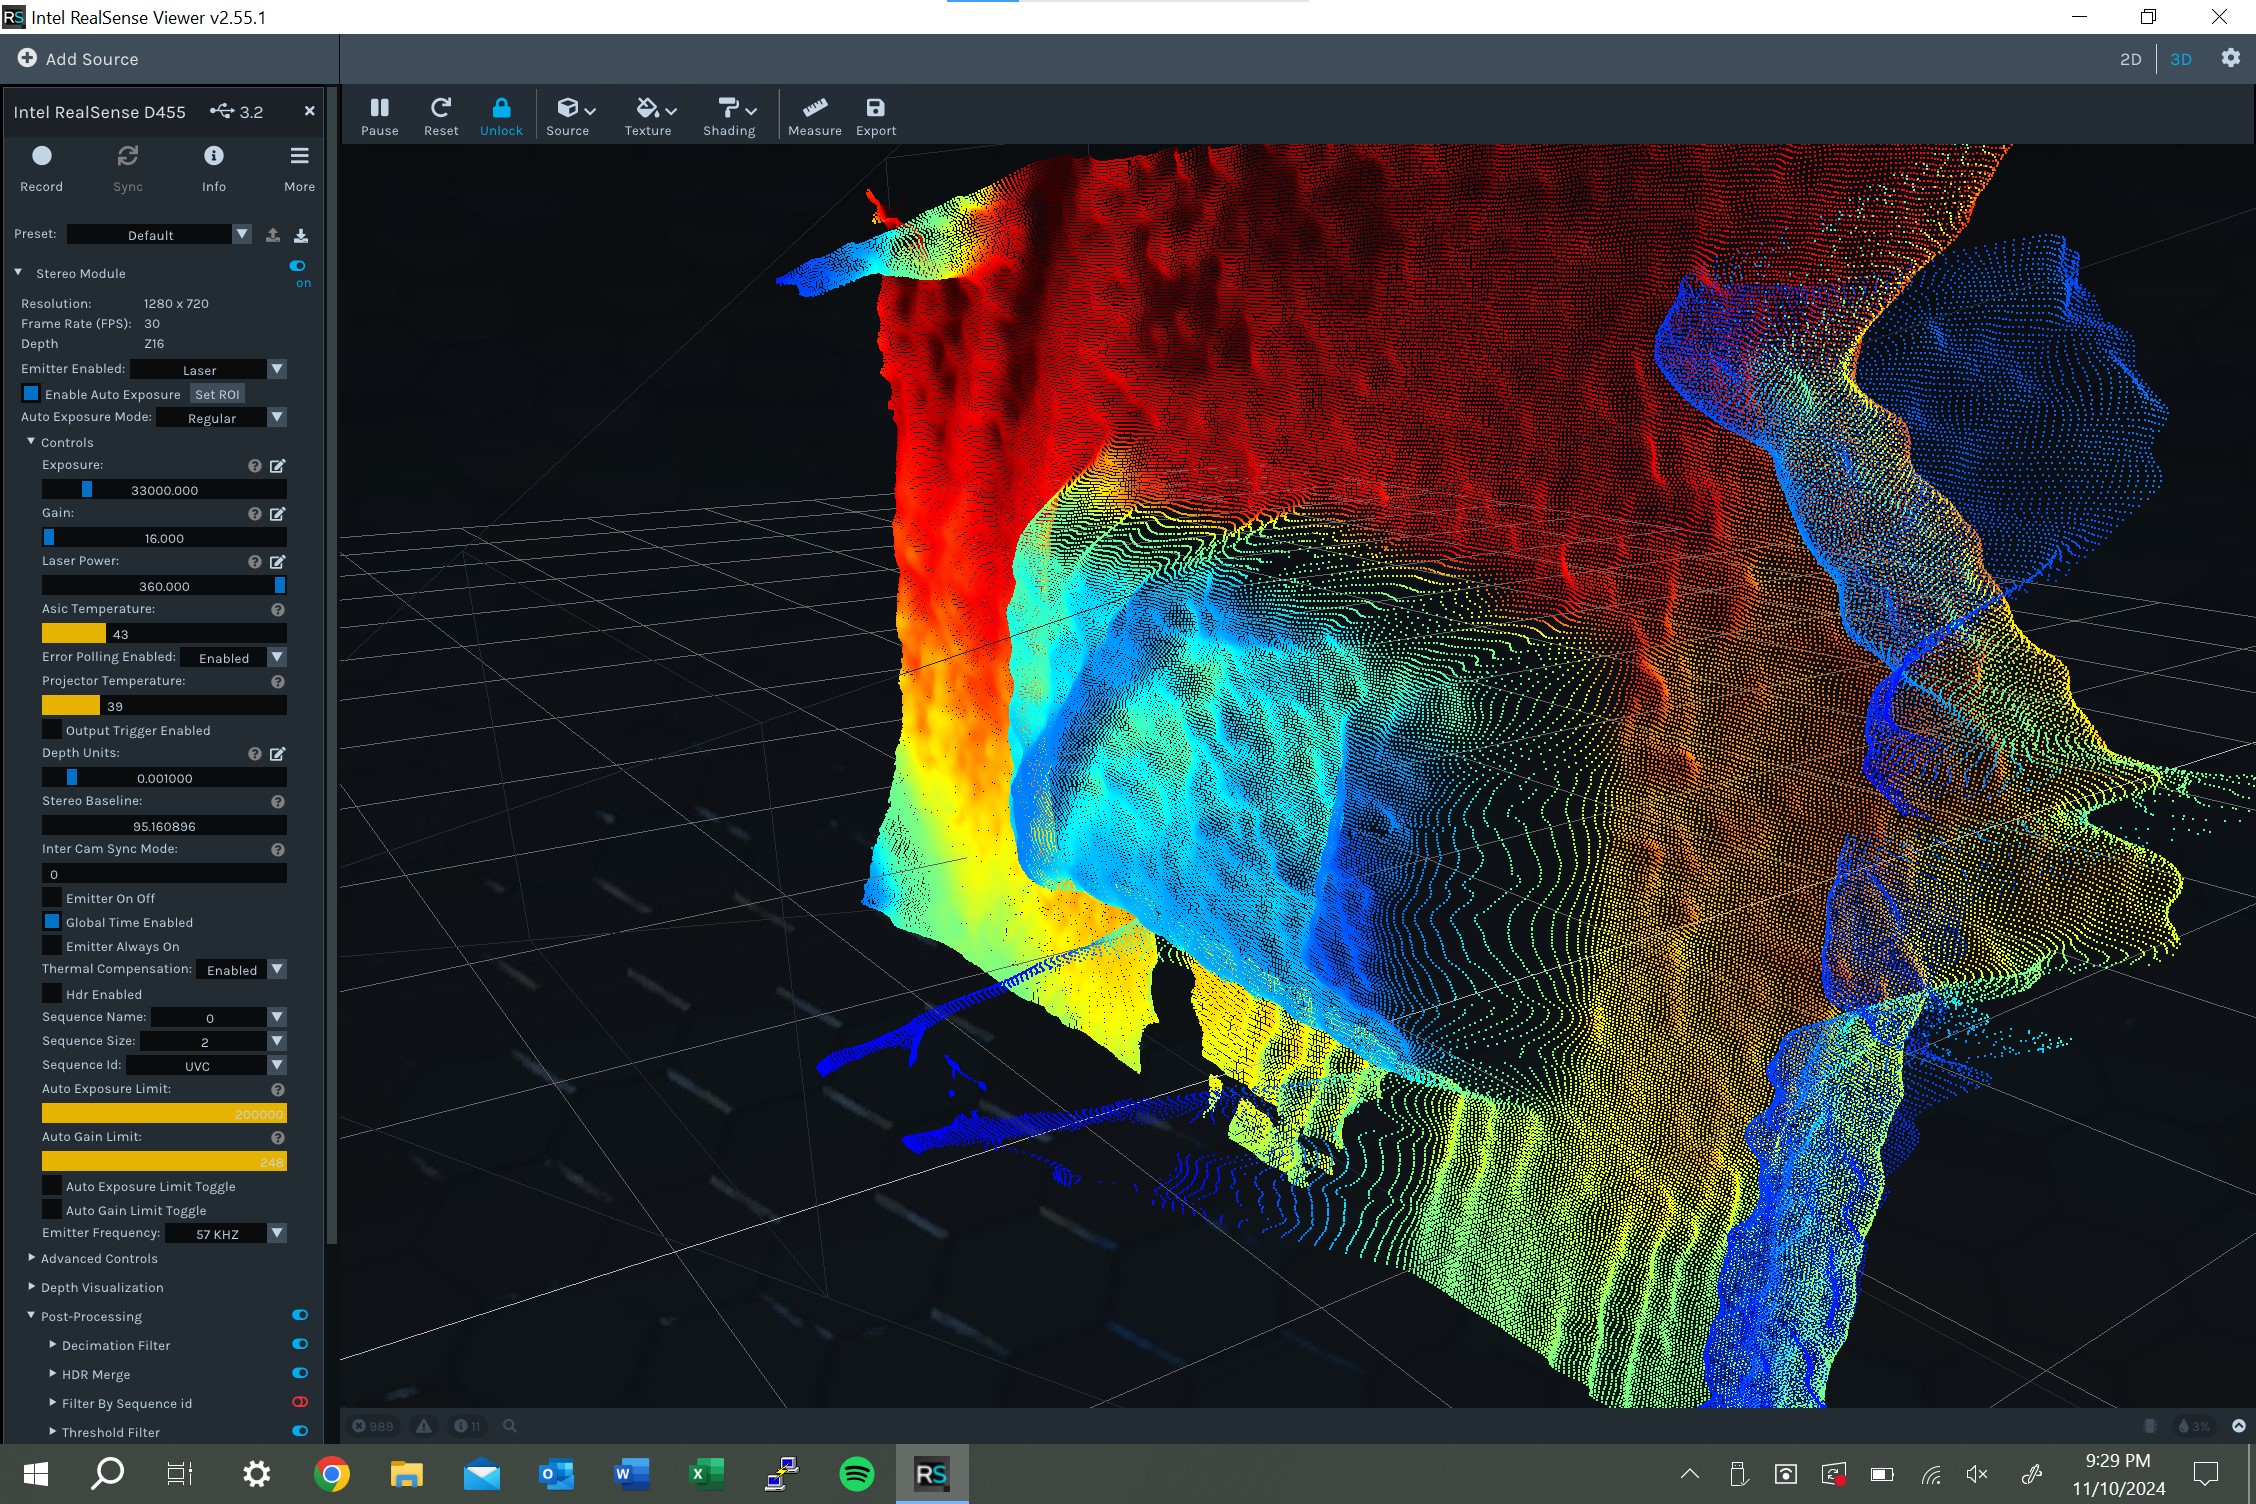 RS Intel RealSense Viewer v2.55.1
Add Source
2D 3D
Intel RealSense D455 3.2
Pause Reset Unlock Source Texture Shading Measure Export
Record Sync Info More
Preset: Default
Stereo Module
on
Resolution: 1280 x 720
Frame Rate (FPS): 30
Depth Z16
Emitter Enabled: Laser
Enable Auto Exposure Set ROI
Auto Exposure Mode: Regular
Controls
Exposure:
33000.000
Gain:
16.000
Laser Power:
360.000
Asic Temperature:
43
Error Polling Enabled: Enabled
Projector Temperature:
39
Output Trigger Enabled
Depth Units:
0.001000
Stereo Baseline:
95.160896
Inter Cam Sync Mode:
0
Emitter On Off
Global Time Enabled
Emitter Always On
Thermal Compensation: Enabled
Hdr Enabled
Sequence Name: 0
Sequence Size: 2
Sequence Id: UVC
Auto Exposure Limit:
200000
Auto Gain Limit:
248
Auto Exposure Limit Toggle
Auto Gain Limit Toggle
Emitter Frequency: 57 KHZ
Advanced Controls
Depth Visualization
Post-Processing
Decimation Filter
HDR Merge
Filter By Sequence id
Threshold Filter
989 11 3%
RS
9:29 PM
11/10/2024